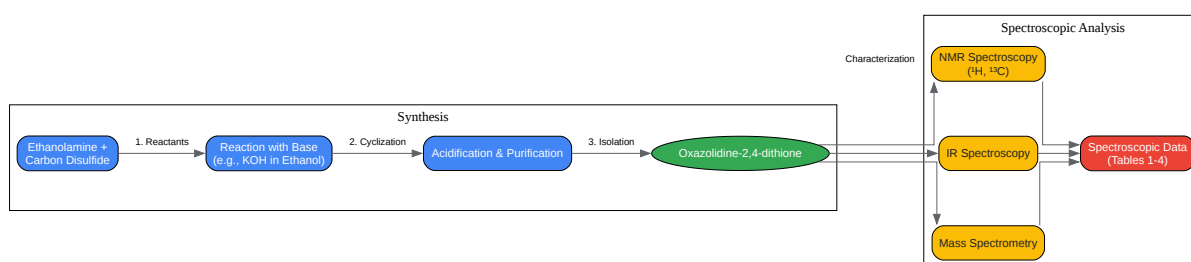 Synthesis
Ethanolamine +
Carbon Disulfide
1. Reactants
Reaction with Base
(e.g., KOH in Ethanol)
2. Cyclization
Acidification & Purification
3. Isolation
Oxazolidine-2,4-dithione
Characterization
Spectroscopic Analysis
NMR Spectroscopy
(¹H, ¹³C)
IR Spectroscopy
Mass Spectrometry
Spectroscopic Data
(Tables 1-4)